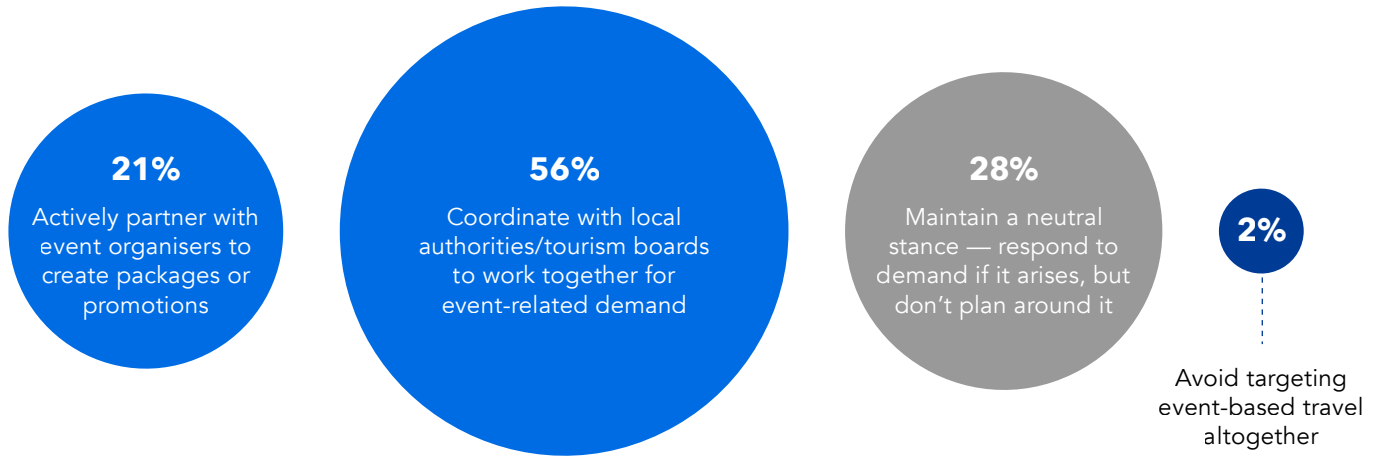 21%
Actively partner with
event organisers to
create packages or
promotions
56%
Coordinate with local
authorities/tourism boards
to work together for
event-related demand
28%
Maintain a neutral
stance — respond to
demand if it arises, but
don’t plan around it
2%
Avoid targeting
event-based travel
altogether